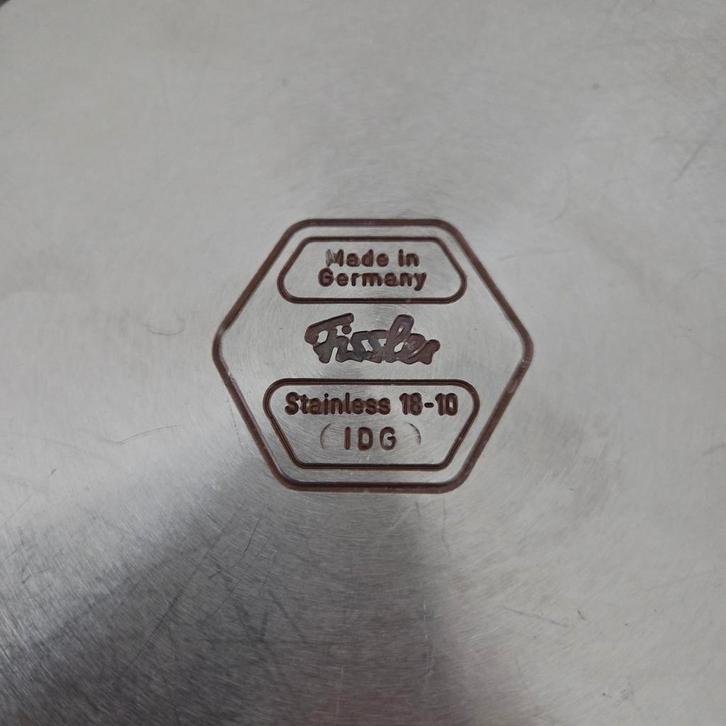 Made in
Germany
Fissler
Stainless 18-10
IDG